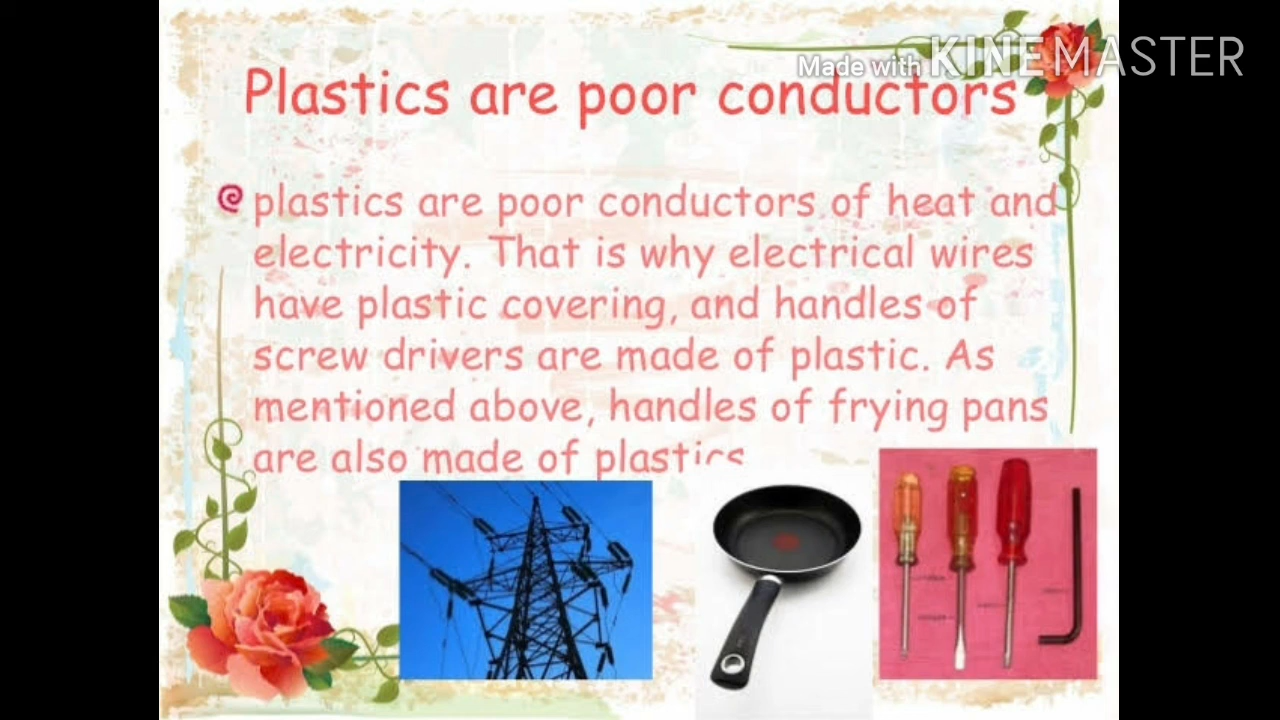 Made with KINEMASTER
Plastics are poor conductors
plastics are poor conductors of heat and
electricity. That is why electrical wires
have plastic covering, and handles of
screw drivers are made of plastic. As
mentioned above, handles of frying pans
are also made of plastics